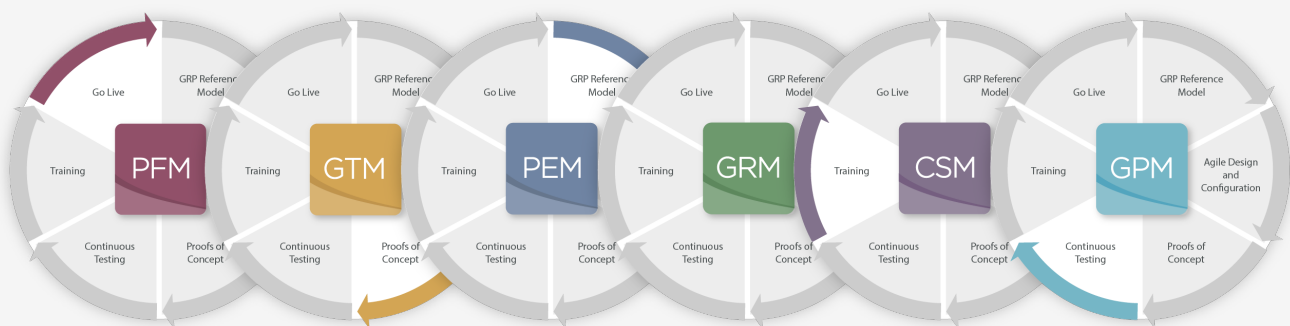 Go Live
GRP Reference
Model
Training
PFM
Continuous
Testing
Proofs of
Concept
Go Live
GRP Reference
Model
Training
GTM
Continuous
Testing
Proofs of
Concept
Go Live
GRP Reference
Model
Training
PEM
Continuous
Testing
Proofs of
Concept
Go Live
GRP Reference
Model
Training
GRM
Continuous
Testing
Proofs of
Concept
Go Live
GRP Reference
Model
Training
CSM
Continuous
Testing
Proofs of
Concept
Go Live
GRP Reference
Model
Training
GPM
Agile Design
and
Configuration
Continuous
Testing
Proofs of
Concept